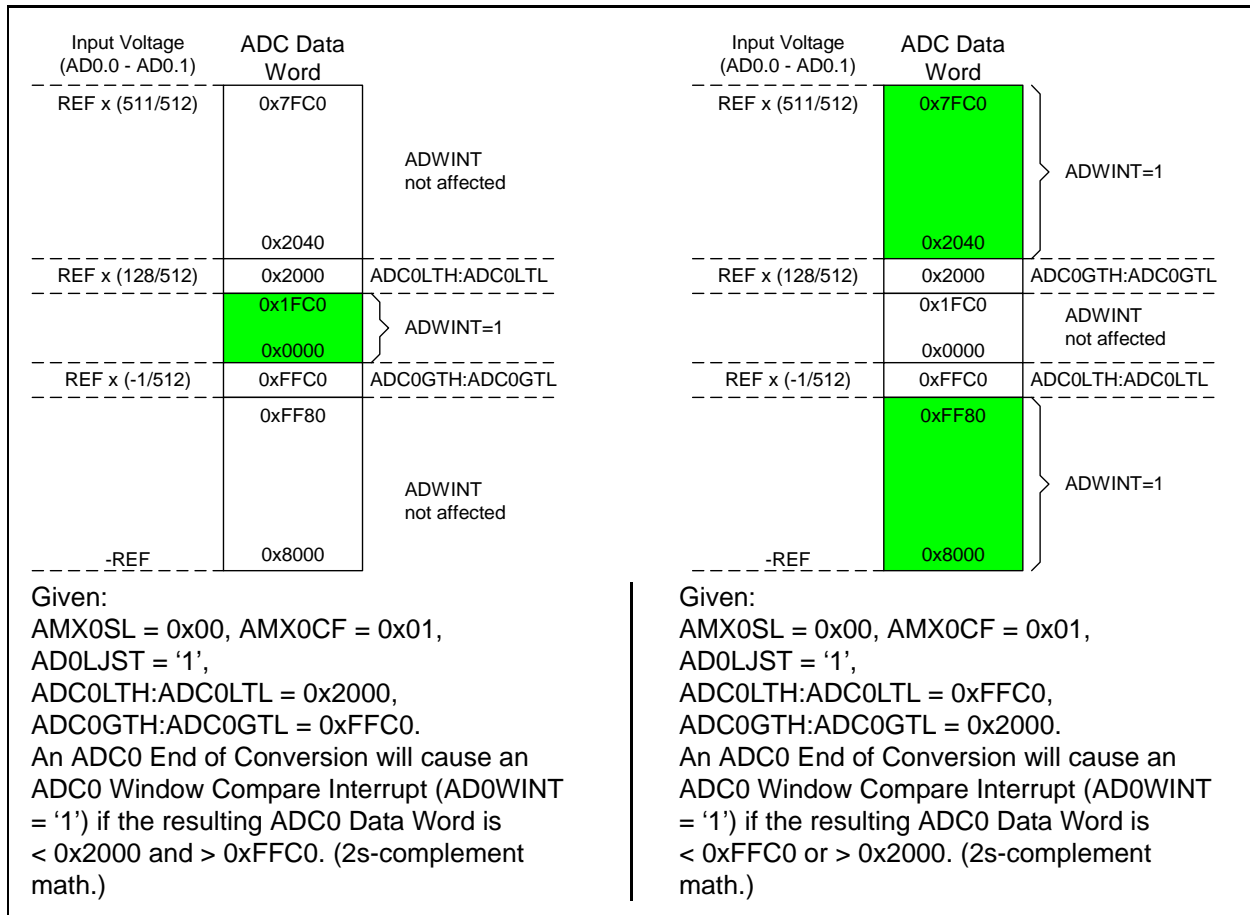 Input Voltage
(AD0.0 - AD0.1)
ADC Data
Word
REF x (511/512)
0x7FC0
ADWINT
not affected
0x2040
REF x (128/512)
0x2000
ADC0LTH:ADC0LTL
0x1FC0
ADWINT=1
0x0000
REF x (-1/512)
0xFFC0
ADC0GTH:ADC0GTL
0xFF80
ADWINT
not affected
-REF
0x8000
Given:
AMX0SL = 0x00, AMX0CF = 0x01,
AD0LJST = ‘1’,
ADC0LTH:ADC0LTL = 0x2000,
ADC0GTH:ADC0GTL = 0xFFC0.
An ADC0 End of Conversion will cause an
ADC0 Window Compare Interrupt (AD0WINT
= ‘1’) if the resulting ADC0 Data Word is
< 0x2000 and > 0xFFC0. (2s-complement
math.)
Input Voltage
(AD0.0 - AD0.1)
ADC Data
Word
REF x (511/512)
0x7FC0
ADWINT=1
0x2040
REF x (128/512)
0x2000
ADC0GTH:ADC0GTL
0x1FC0
ADWINT
not affected
0x0000
REF x (-1/512)
0xFFC0
ADC0LTH:ADC0LTL
0xFF80
ADWINT=1
-REF
0x8000
Given:
AMX0SL = 0x00, AMX0CF = 0x01,
AD0LJST = ‘1’,
ADC0LTH:ADC0LTL = 0xFFC0,
ADC0GTH:ADC0GTL = 0x2000.
An ADC0 End of Conversion will cause an
ADC0 Window Compare Interrupt (AD0WINT
= ‘1’) if the resulting ADC0 Data Word is
< 0xFFC0 or > 0x2000. (2s-complement
math.)